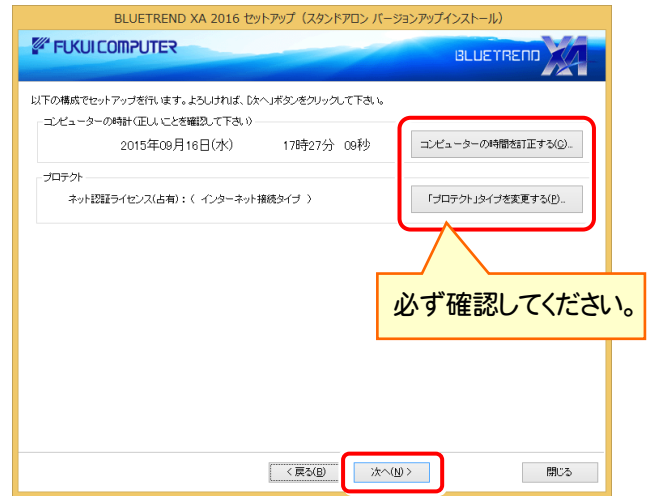 BLUETREND XA 2016 セットアップ（スタンドアロン バージョンアップインストール）
FUKUI COMPUTER
BLUETREND XA
以下の構成でセットアップを行います。よろしければ、「次へ」ボタンをクリックして下さい。
コンピューターの時計（正しいことを確認して下さい）
2015年09月16日(水) 17時27分 09秒 コンピューターの時間を訂正する(C)..
プロテクト
ネット認証ライセンス(占有)：（ インターネット接続タイプ ） 「プロテクト」タイプを変更する(P)..
必ず確認してください。
< 戻る(B) 次へ(N) > 閉じる